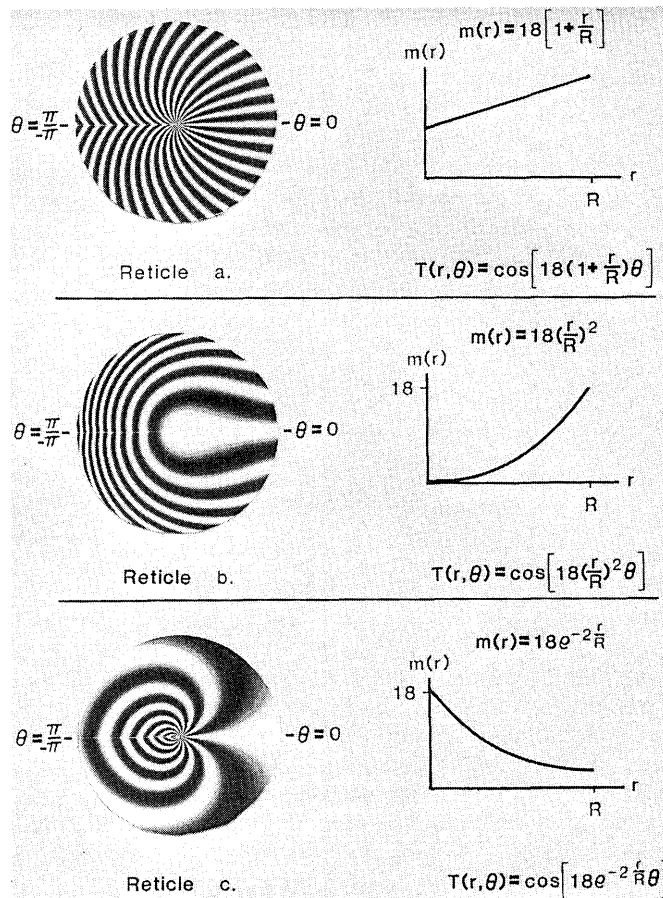 m(r)=18[1+r/R]
m(r)
θ=π/-π-
-θ=0
r
R
Reticle a.
T(r,θ)=cos[18(1+r/R)θ]
m(r)=18(r/R)²
m(r)
18
θ=π/-π-
-θ=0
r
R
Reticle b.
T(r,θ)=cos[18(r/R)²θ]
m(r)=18e^-2r/R
m(r)
18
θ=π/-π-
-θ=0
r
R
Reticle c.
T(r,θ)=cos[18e^-2r/Rθ